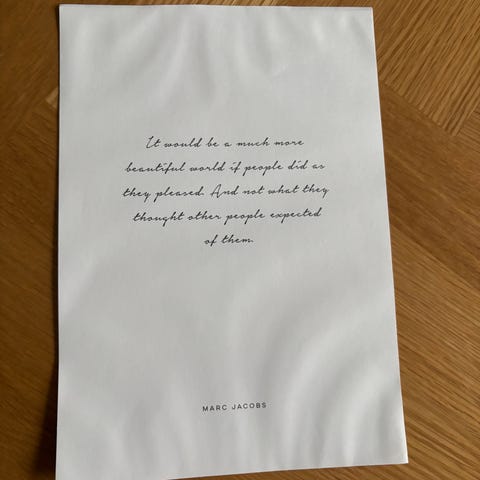 It would be a much more
beautiful world if people did as
they pleased. And not what they
thought other people expected
of them.
MARC JACOBS